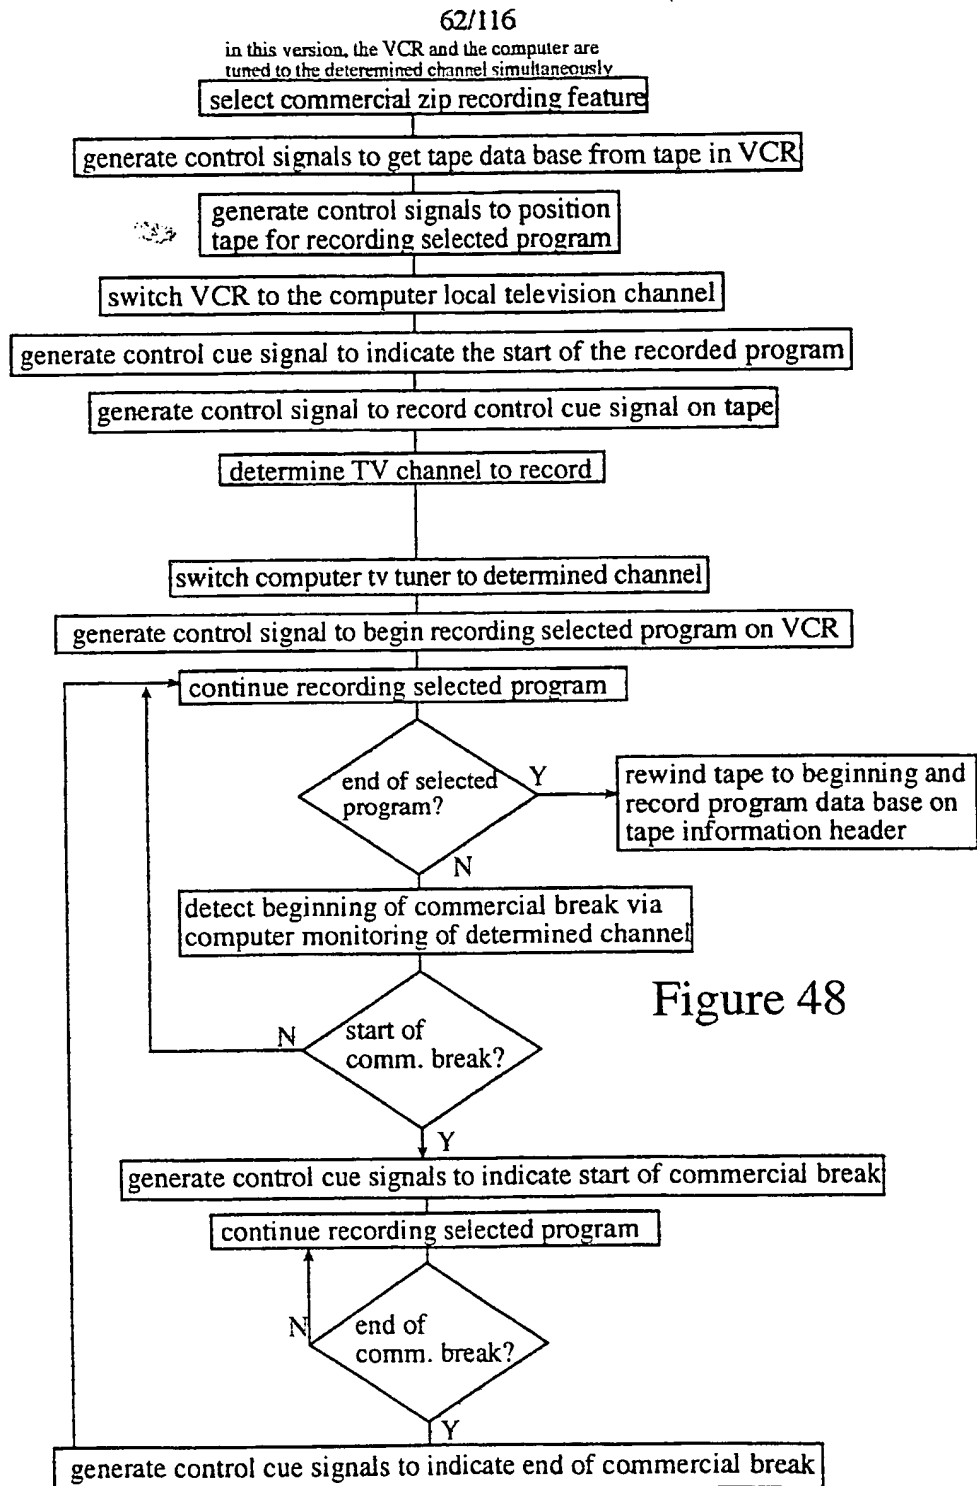 62/116
in this version, the VCR and the computer are
tuned to the deteremined channel simultaneously
select commercial zip recording feature
generate control signals to get tape data base from tape in VCR
generate control signals to position
tape for recording selected program
switch VCR to the computer local television channel
generate control cue signal to indicate the start of the recorded program
generate control signal to record control cue signal on tape
determine TV channel to record
switch computer tv tuner to determined channel
generate control signal to begin recording selected program on VCR
continue recording selected program
end of selected
program?
Y
rewind tape to beginning and
record program data base on
tape information header
N
detect beginning of commercial break via
computer monitoring of determined channel
Figure 48
N
start of
comm. break?
Y
generate control cue signals to indicate start of commercial break
continue recording selected program
N
end of
comm. break?
Y
generate control cue signals to indicate end of commercial break